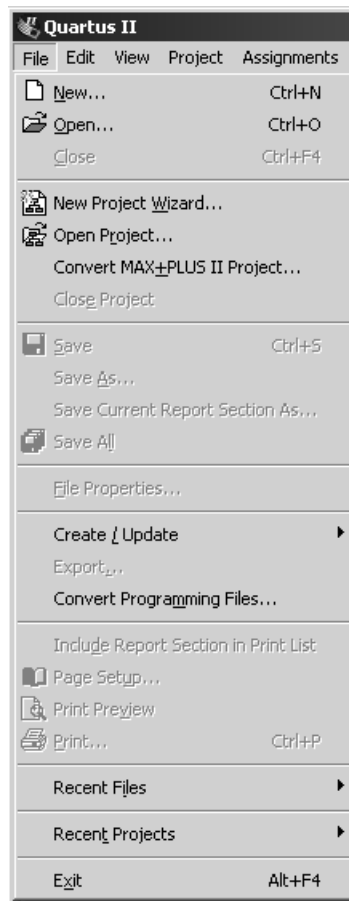 Quartus II
File Edit View Project Assignments
New... Ctrl+N
Open... Ctrl+O
Close Ctrl+F4
New Project Wizard...
Open Project...
Convert MAX+PLUS II Project...
Close Project
Save Ctrl+S
Save As...
Save Current Report Section As...
Save All
File Properties...
Create / Update
Export...
Convert Programming Files...
Include Report Section in Print List
Page Setup...
Print Preview
Print... Ctrl+P
Recent Files
Recent Projects
Exit Alt+F4